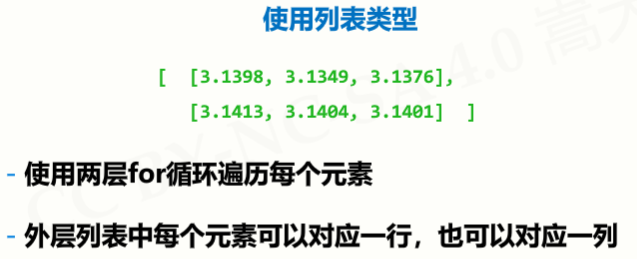 使用列表类型
[ [3.1398, 3.1349, 3.1376],
[3.1413, 3.1404, 3.1401] ]
- 使用两层for循环遍历每个元素
- 外层列表中每个元素可以对应一行，也可以对应一列
CC BY-NC-SA 4.0 嵩天